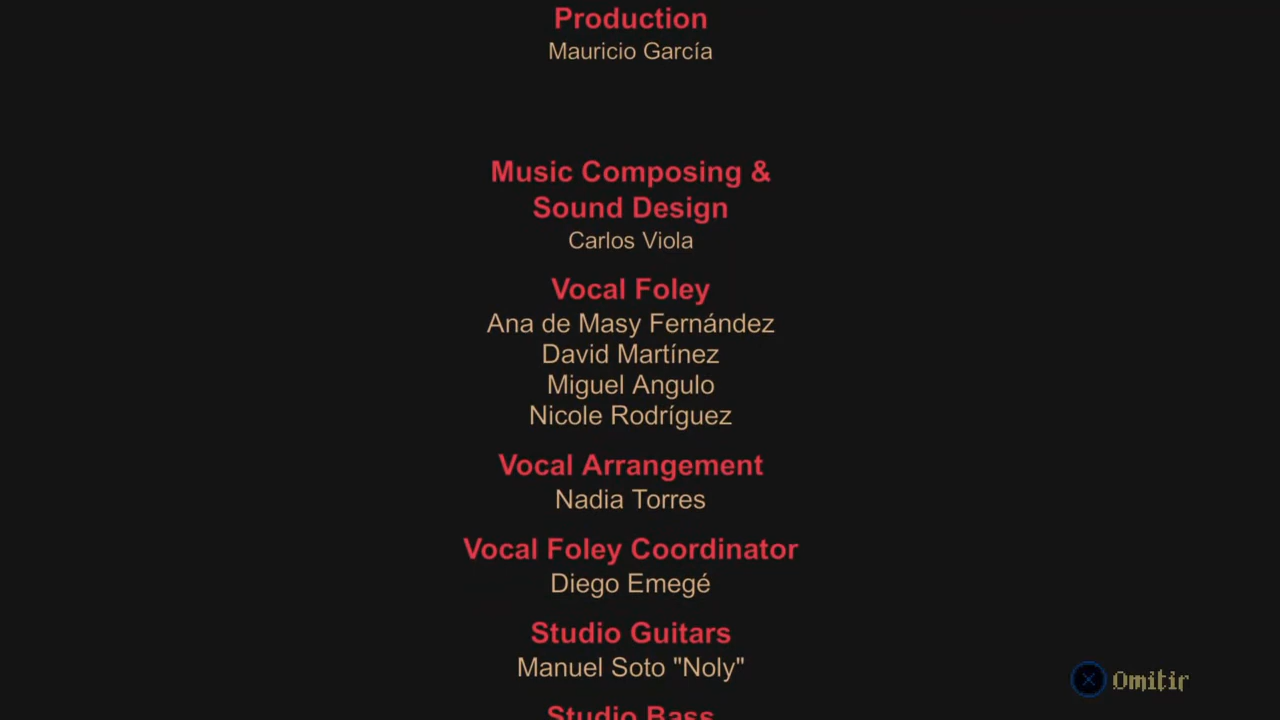 Production
Mauricio García
Music Composing &
Sound Design
Carlos Viola
Vocal Foley
Ana de Masy Fernández
David Martínez
Miguel Angulo
Nicole Rodríguez
Vocal Arrangement
Nadia Torres
Vocal Foley Coordinator
Diego Emegé
Studio Guitars
Manuel Soto "Noly"
Studio Bass
Omitir